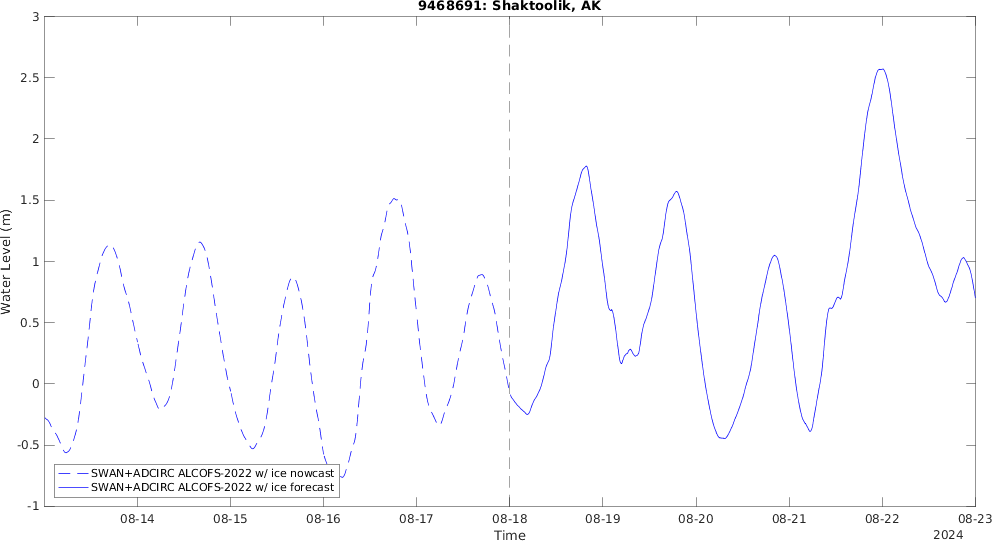 9468691: Shaktoolik, AK
3
2.5
2
1.5
1
0.5
0
-0.5
-1
Water Level (m)
SWAN+ADCIRC ALCOFS-2022 w/ ice nowcast
SWAN+ADCIRC ALCOFS-2022 w/ ice forecast
08-14 08-15 08-16 08-17 08-18 08-19 08-20 08-21 08-22 08-23
Time
2024